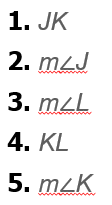 1. JK
2. m∠J
3. m∠L
4. KL
5. m∠K